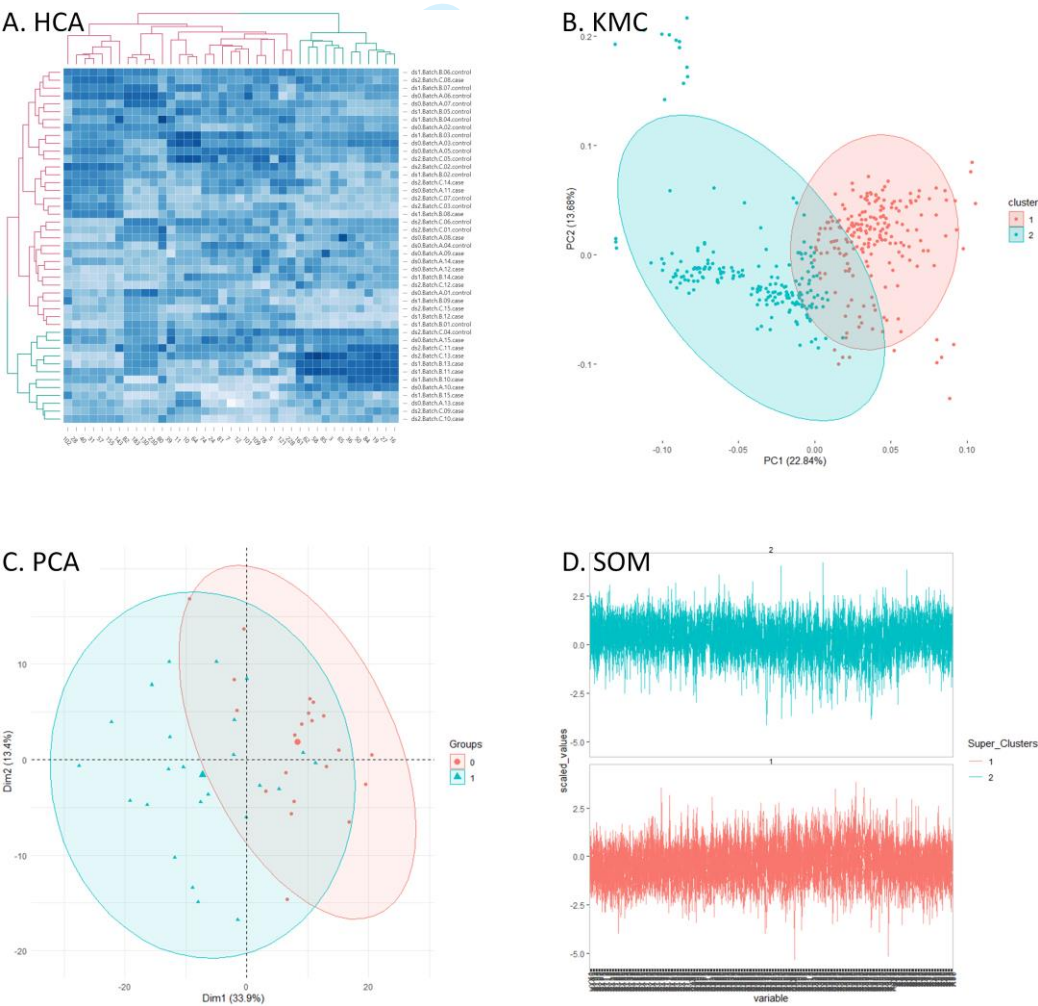 A. HCA
ds1.Batch.B.06.control
ds2.Batch.C.08.case
ds1.Batch.B.07.control
ds0.Batch.A.06.control
ds0.Batch.A.07.control
ds1.Batch.B.05.control
ds1.Batch.B.04.control
ds0.Batch.A.02.control
ds1.Batch.B.03.control
ds0.Batch.A.03.control
ds0.Batch.A.05.control
ds2.Batch.C.05.control
ds2.Batch.C.02.control
ds1.Batch.B.02.control
ds2.Batch.C.14.case
ds0.Batch.A.11.case
ds2.Batch.C.07.control
ds2.Batch.C.03.control
ds1.Batch.B.08.case
ds2.Batch.C.06.control
ds2.Batch.C.01.control
ds0.Batch.A.08.case
ds0.Batch.A.04.control
ds0.Batch.A.09.case
ds0.Batch.A.14.case
ds0.Batch.A.12.case
ds1.Batch.B.14.case
ds2.Batch.C.12.case
ds0.Batch.A.01.control
ds1.Batch.B.09.case
ds2.Batch.C.15.case
ds1.Batch.B.12.case
ds1.Batch.B.01.control
ds2.Batch.C.04.control
ds0.Batch.A.15.case
ds2.Batch.C.11.case
ds2.Batch.C.13.case
ds1.Batch.B.13.case
ds1.Batch.B.11.case
ds1.Batch.B.10.case
ds0.Batch.A.10.case
ds1.Batch.B.15.case
ds0.Batch.A.13.case
ds2.Batch.C.09.case
ds2.Batch.C.10.case
B. KMC
0.2
0.1
0.0
-0.1
PC2 (13.68%)
-0.10 -0.05 0.00 0.05 0.10
PC1 (22.84%)
cluster
1
2
C. PCA
10
0
-10
-20
Dim2 (13.4%)
-20 0 20
Dim1 (33.9%)
Groups
0
1
D. SOM
2
2.5
0.0
-2.5
-5.0
scaled_values
1
2.5
0.0
-2.5
-5.0
variable
Super_Clusters
1
2